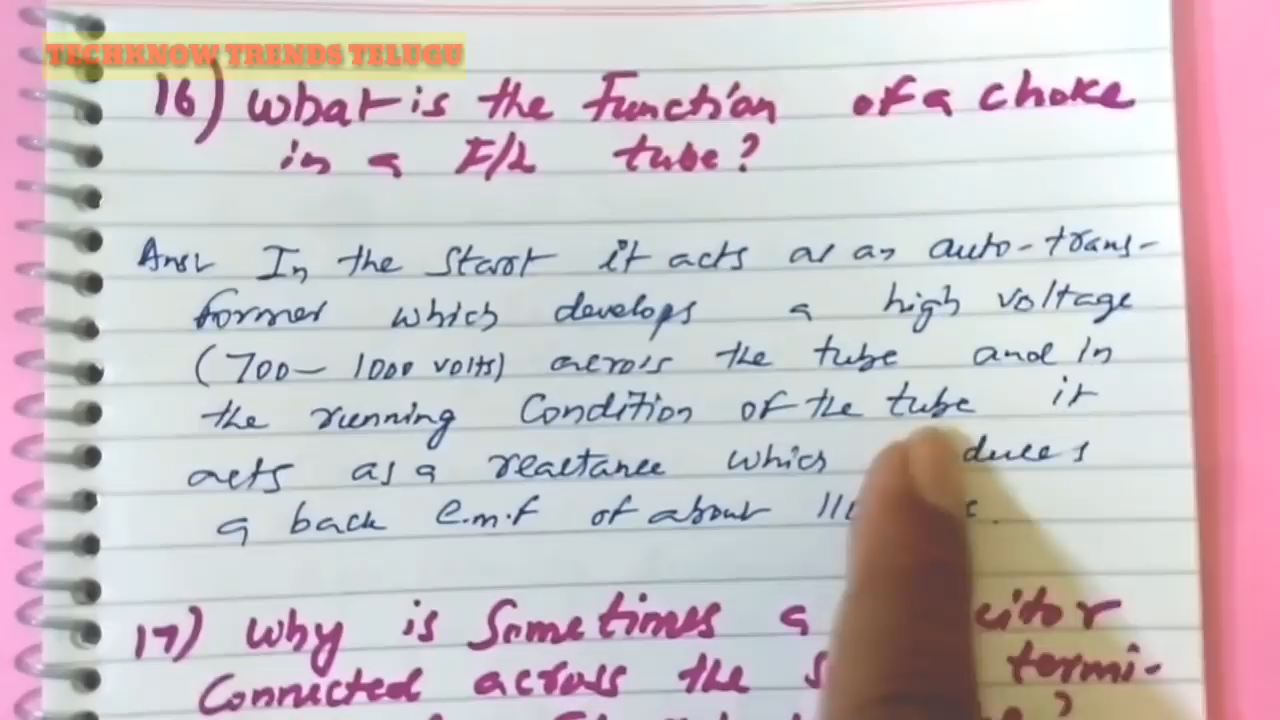 TECHKNOW TRENDS TELUGU
16) What is the Function of a choke
in a F/L tube?
Ans: In the start it acts as an auto-trans-
former which develops a high voltage
(700- 1000 volts) across the tube and in
the running condition of the tube it
acts as a reactance which
a back e.m.f of about
17) Why is Sometimes a
Connected across the termi-